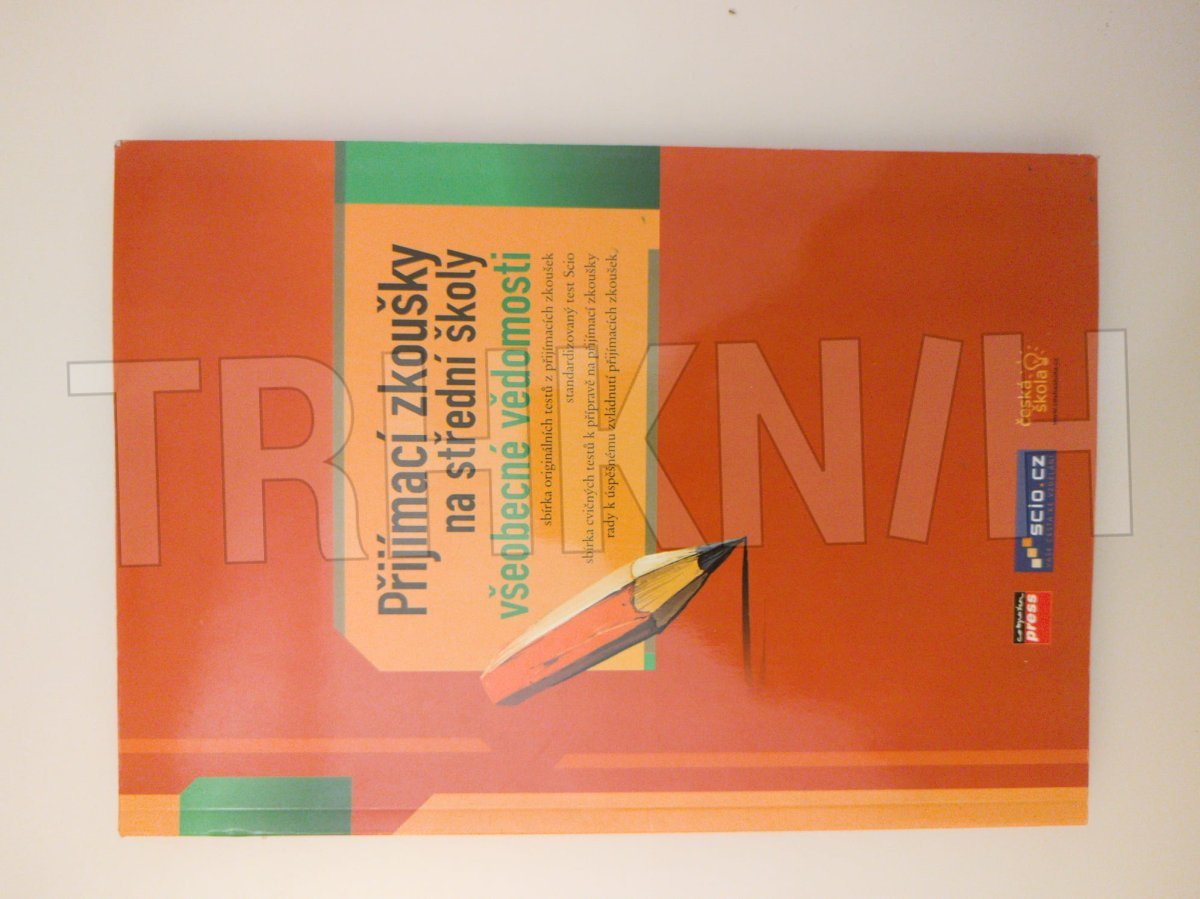 Přijímací zkoušky
na střední školy
všeobecné vědomosti
sbírka originálních testů z přijímacích zkoušek
standardizovaný test Scio
sbírka cvičných testů k přípravě na přijímací zkoušky
rady k úspěšnému zvládnutí přijímacích zkoušek
computer
press
scio.cz
česká
škola
TRHKNIH